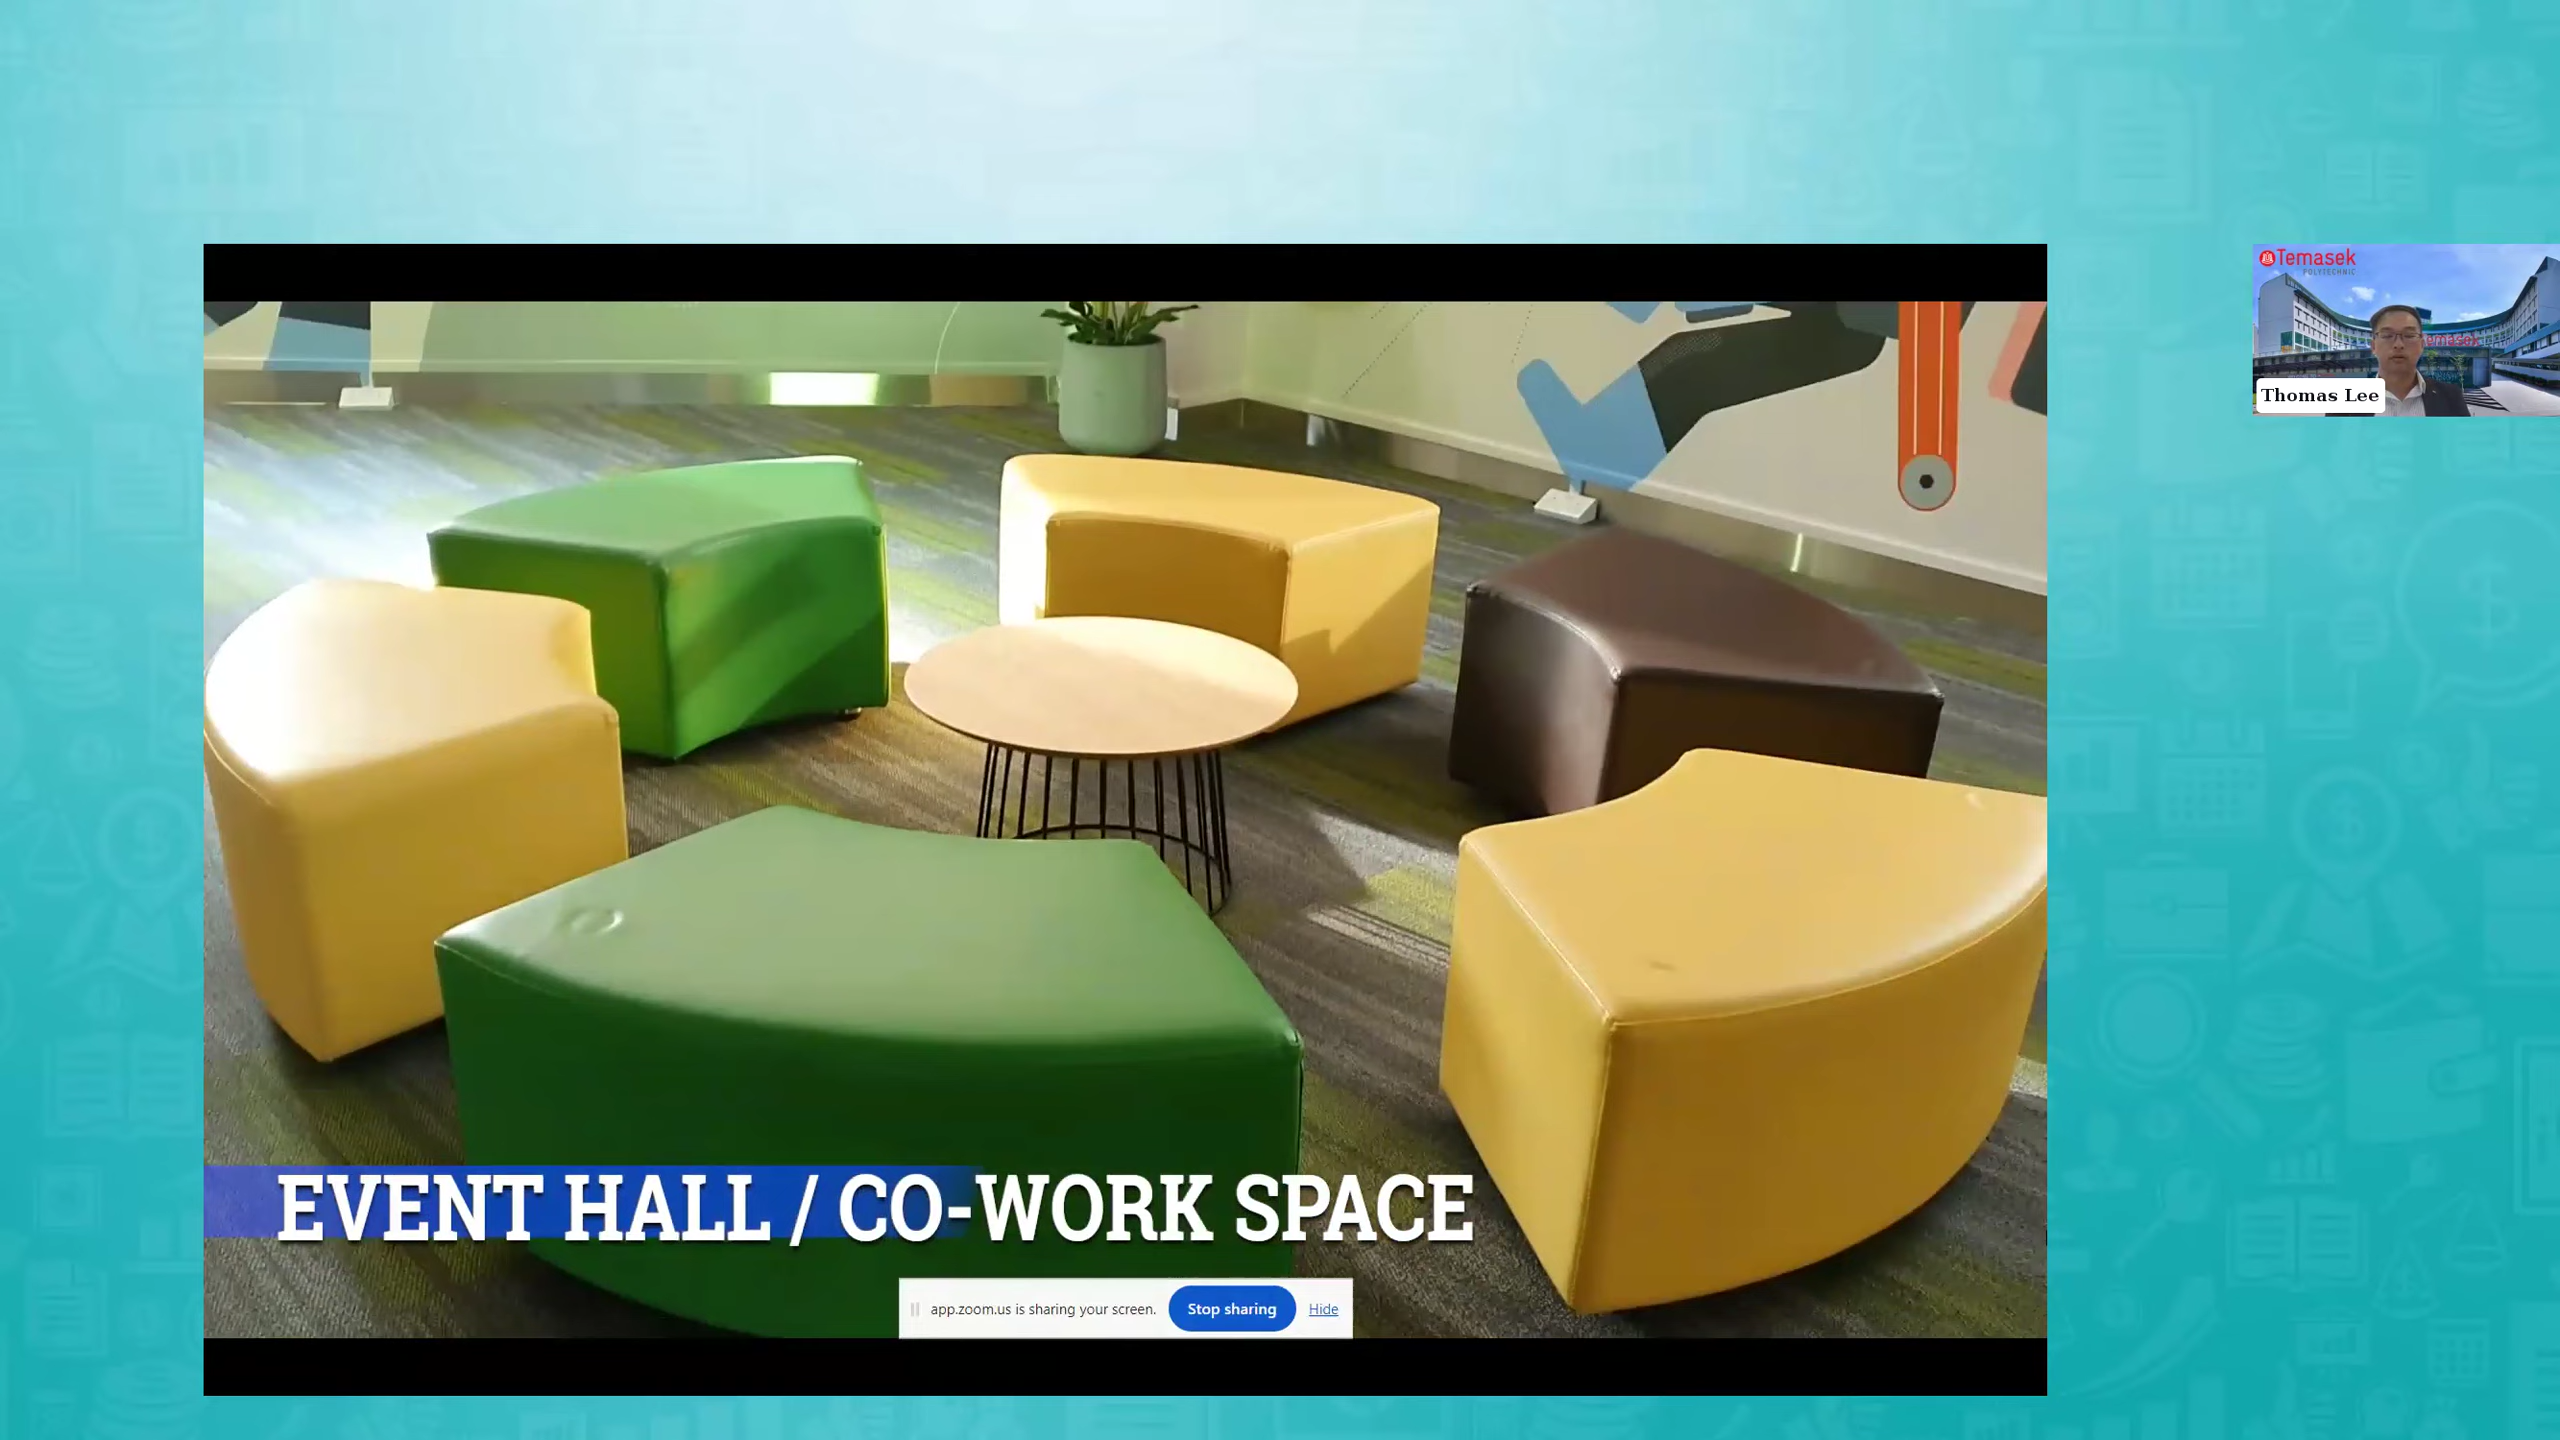 Temasek
POLYTECHNIC
Temasek
Thomas Lee
EVENT HALL / CO-WORK SPACE
app.zoom.us is sharing your screen. Stop sharing Hide